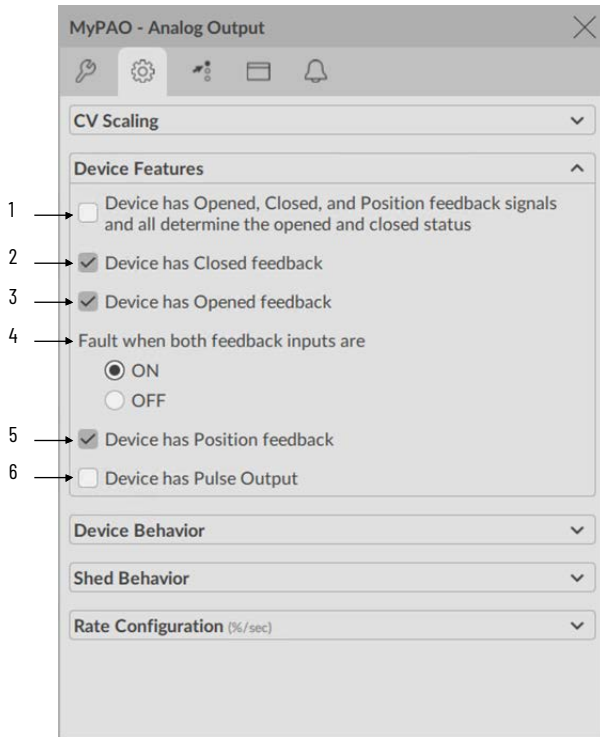 MyPAO - Analog Output
CV Scaling
Device Features
1
Device has Opened, Closed, and Position feedback signals
and all determine the opened and closed status
2
Device has Closed feedback
3
Device has Opened feedback
4
Fault when both feedback inputs are
ON
OFF
5
Device has Position feedback
6
Device has Pulse Output
Device Behavior
Shed Behavior
Rate Configuration (%/sec)